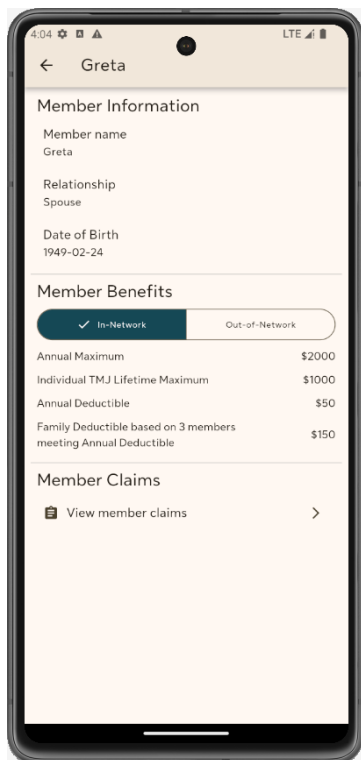 4:04
LTE
Greta
Member Information
Member name
Greta
Relationship
Spouse
Date of Birth
1949-02-24
Member Benefits
In-Network
Out-of-Network
Annual Maximum $2000
Individual TMJ Lifetime Maximum $1000
Annual Deductible $50
Family Deductible based on 3 members
meeting Annual Deductible $150
Member Claims
View member claims